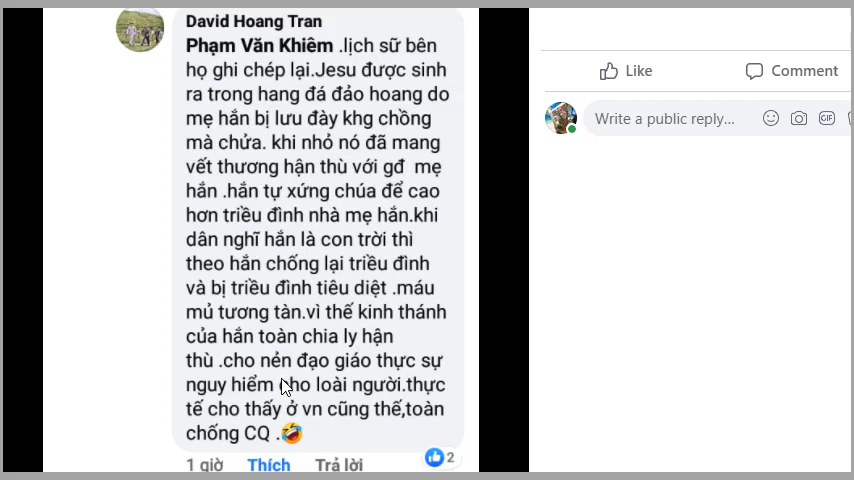 David Hoang Tran
Phạm Văn Khiêm .lịch sữ bên
họ ghi chép lại.Jesu được sinh
ra trong hang đá đảo hoang do
mẹ hắn bị lưu đày khg chồng
mà chửa. khi nhỏ nó đã mang
vết thương hận thù với gđ mẹ
hắn .hắn tự xứng chúa để cao
hơn triều đình nhà mẹ hắn.khi
dân nghĩ hắn là con trời thì
theo hắn chống lại triều đình
và bị triều đình tiêu diệt .máu
mủ tương tàn.vì thế kinh thánh
của hắn toàn chia ly hận
thù .cho nẻn đạo giáo thực sự
nguy hiểm cho loài người.thực
tế cho thấy ở vn cũng thế,toàn
chống CQ .🤣
1 giờ Thích Trả lời 2
Like Comment
Write a public reply... GIF